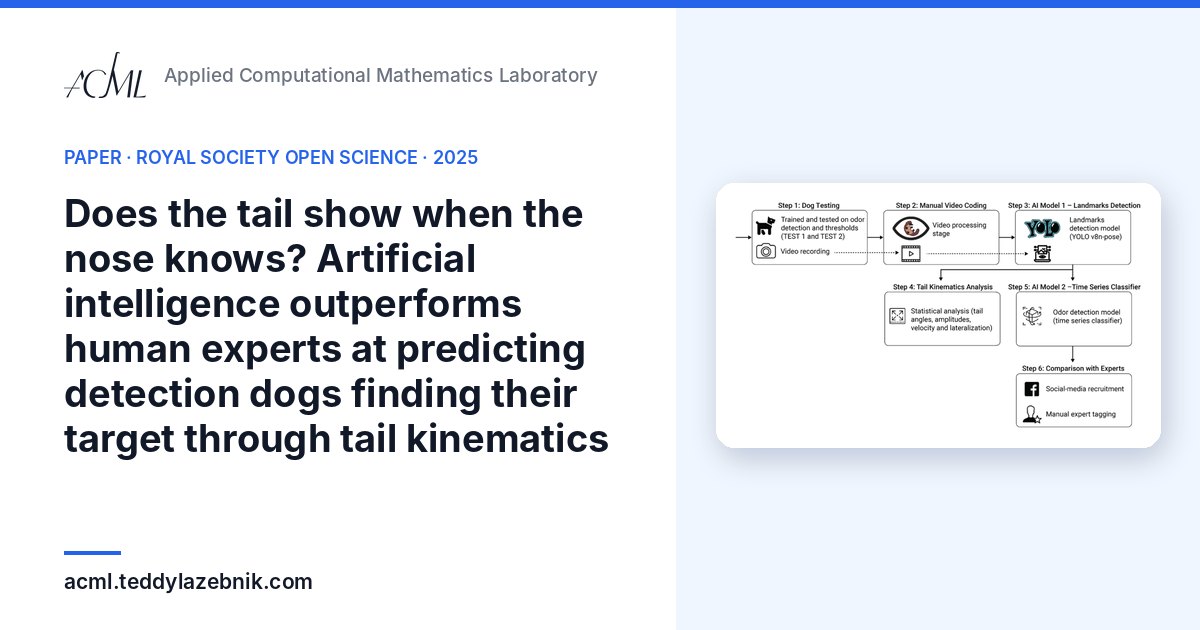 ACML
Applied Computational Mathematics Laboratory
PAPER · ROYAL SOCIETY OPEN SCIENCE · 2025
Does the tail show when the
nose knows? Artificial
intelligence outperforms
human experts at predicting
detection dogs finding their
target through tail kinematics
acml.teddylazebnik.com
Step 1: Dog Testing
Trained and tested on odor
detection and thresholds
(TEST 1 and TEST 2)
Video recording
Step 2: Manual Video Coding
Video processing
stage
Step 3: AI Model 1 – Landmarks Detection
YOLO
Landmarks
detection model
(YOLO v8n-pose)
Step 4: Tail Kinematics Analysis
Statistical analysis (tail
angles, amplitudes,
velocity and lateralization)
Step 5: AI Model 2 –Time Series Classifier
Odor detection model
(time series classifier)
Step 6: Comparison with Experts
Social-media recruitment
Manual expert tagging